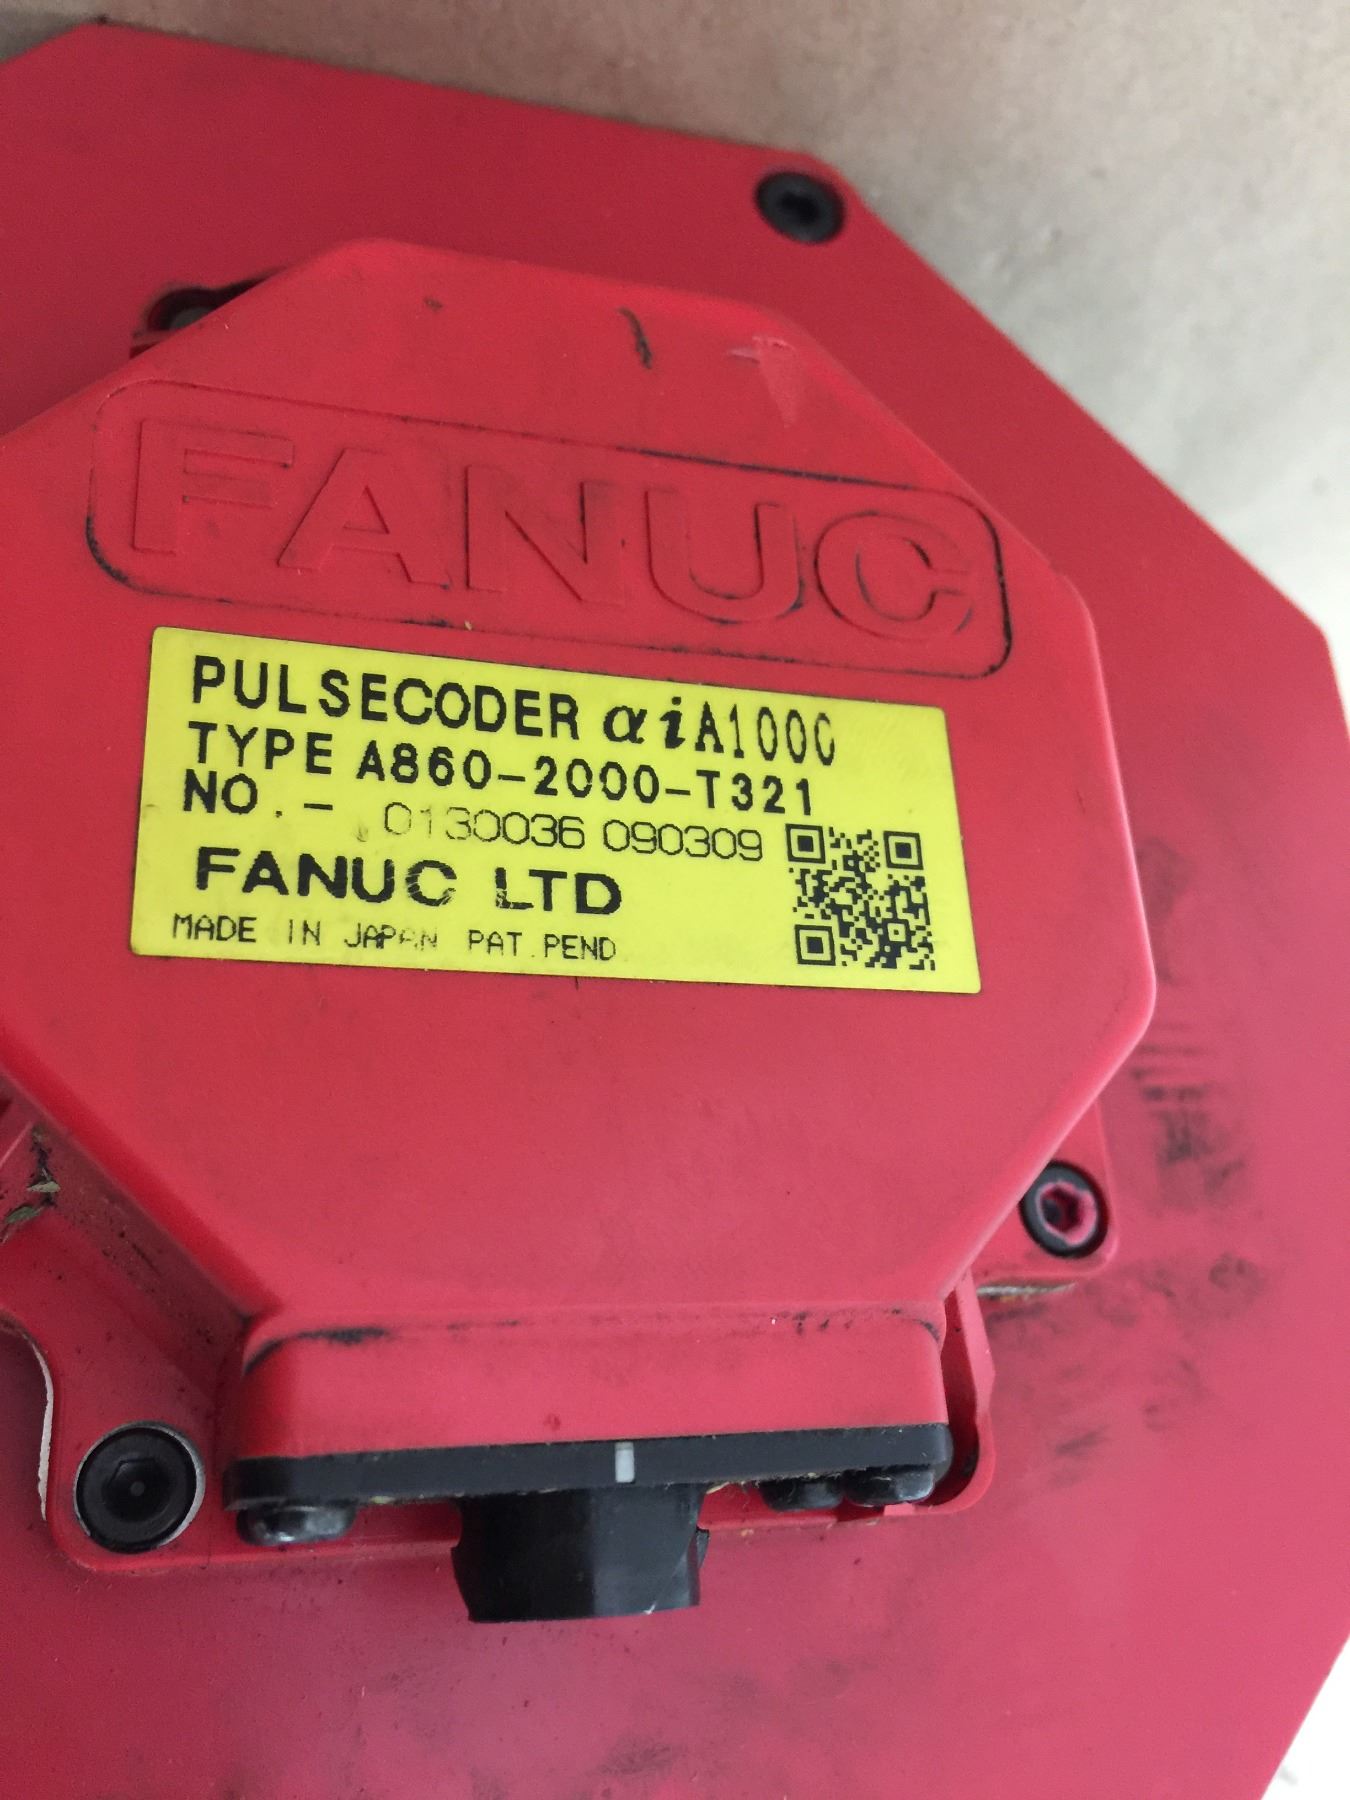 FANUC
PULSECODER αiA1000
TYPE A860-2000-T321
NO.- 0130036 090309
FANUC LTD
MADE IN JAPAN PAT.PEND